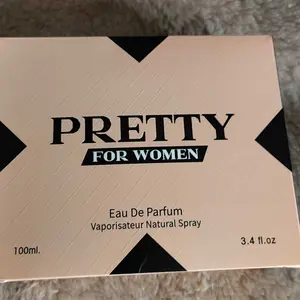 PRETTY
FOR WOMEN
Eau De Parfum
Vaporisateur Natural Spray
100ml.
3.4 fl.oz